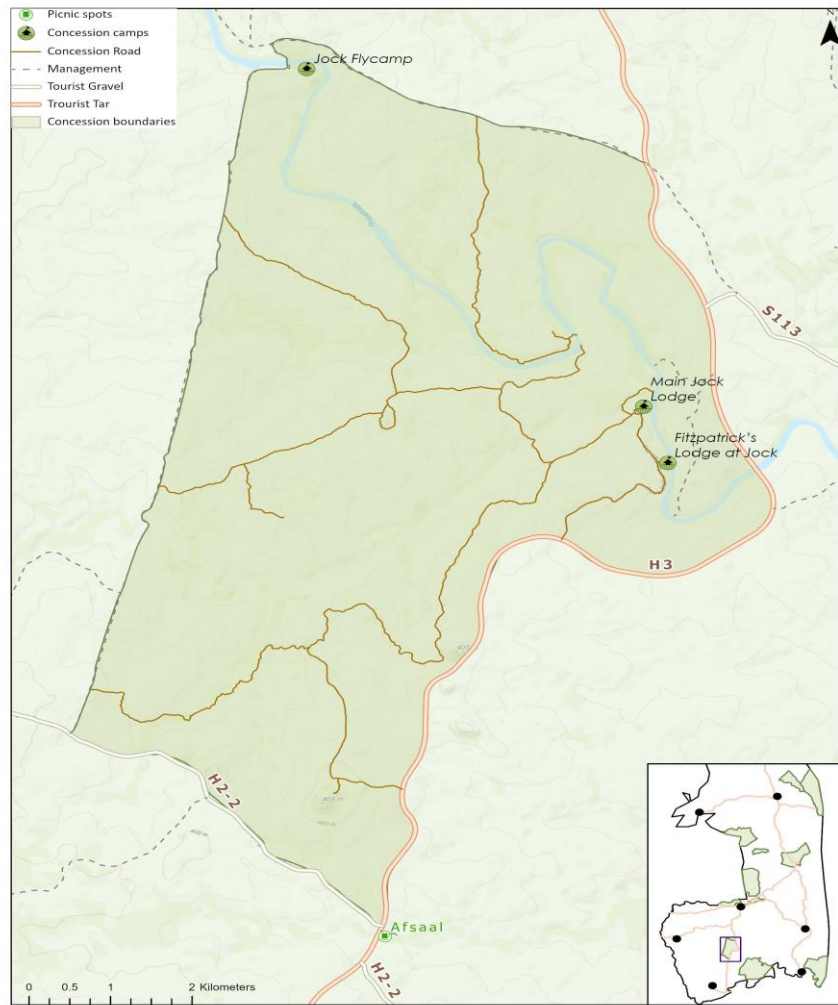 Picnic spots
Concession camps
Concession Road
Management
Tourist Gravel
Trourist Tar
Concession boundaries
Jock Flycamp
S113
Main Jock
Lodge
Fitzpatrick's
Lodge at Jock
H3
H2-2
Afsaal
H2-2
0 0.5 1 2 Kilometers